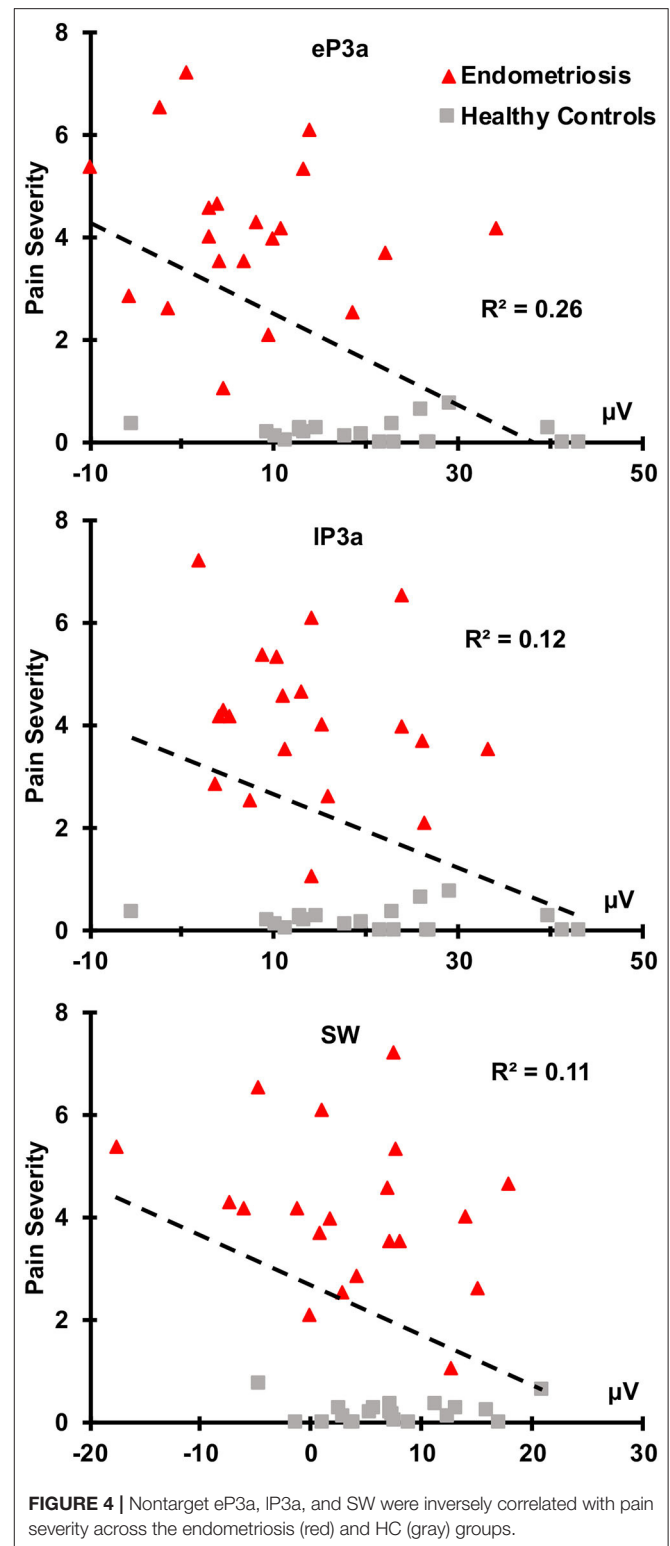 eP3a
Endometriosis
Healthy Controls
Pain Severity
8
6
4
2
0
R² = 0.26
µV
-10
10
30
50
lP3a
Pain Severity
8
6
4
2
0
R² = 0.12
µV
-10
10
30
50
SW
Pain Severity
8
6
4
2
0
R² = 0.11
µV
-20
-10
0
10
20
30
FIGURE 4 | Nontarget eP3a, lP3a, and SW were inversely correlated with pain
severity across the endometriosis (red) and HC (gray) groups.